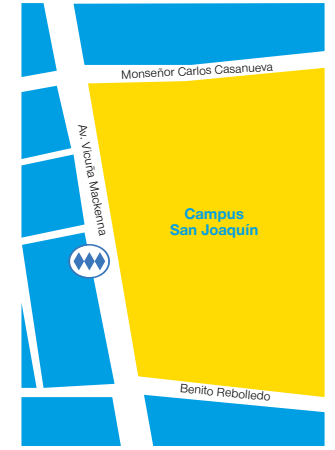 Monseñor Carlos Casanueva
Av. Vicuña Mackenna
Campus
San Joaquín
Benito Rebolledo